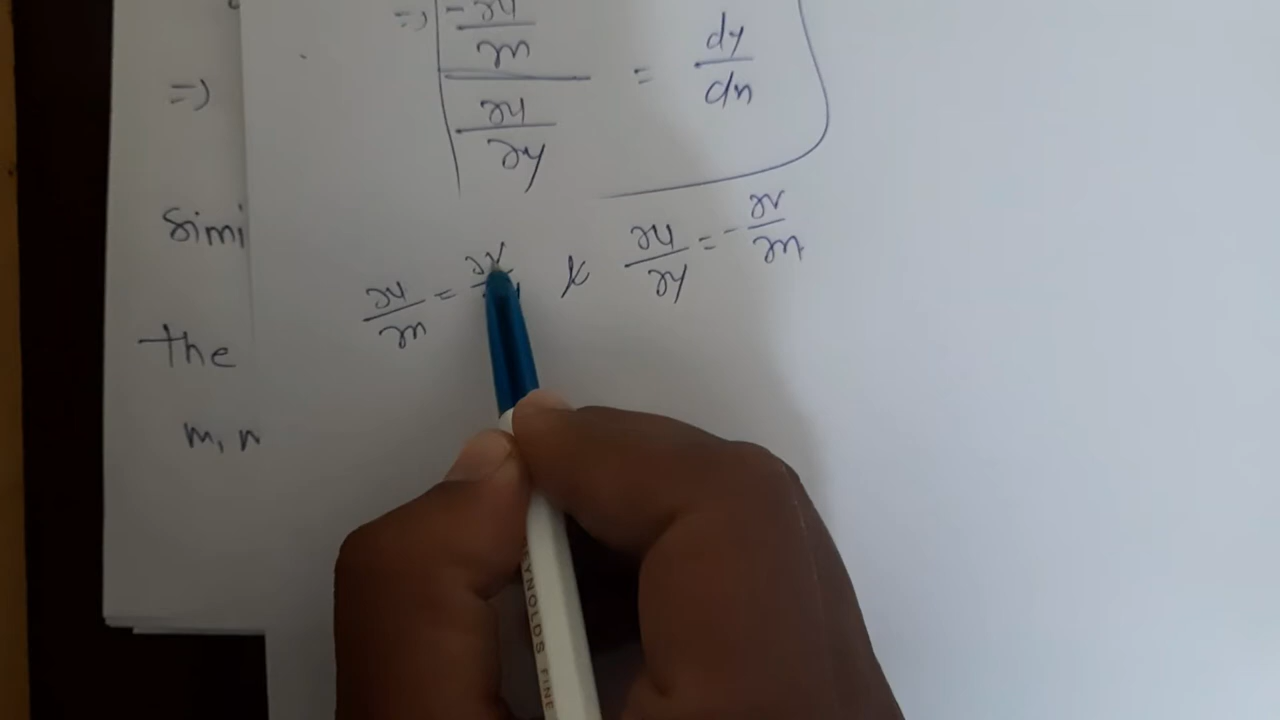 => -∂u/∂x / ∂u/∂y = dy/dx
=>
Simi
∂u/∂x = ∂v/ & ∂u/∂y = -∂v/∂x
the
m, n
REYNOLDS FINE